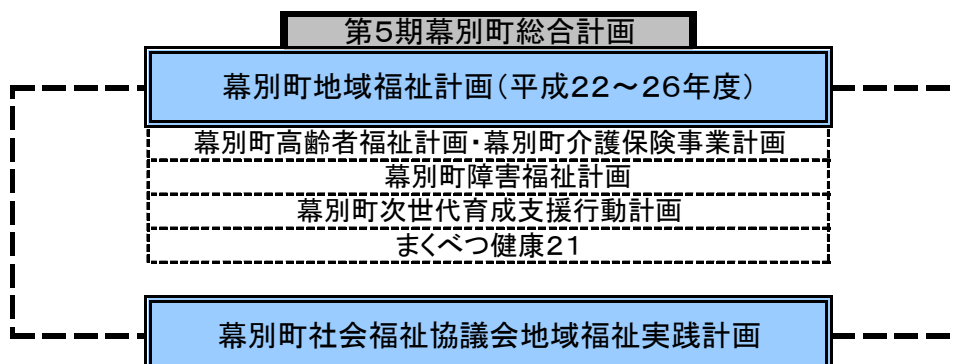 第5期幕別町総合計画
幕別町地域福祉計画(平成22～26年度)
幕別町高齢者福祉計画・幕別町介護保険事業計画
幕別町障害福祉計画
幕別町次世代育成支援行動計画
まくべつ健康21
幕別町社会福祉協議会地域福祉実践計画